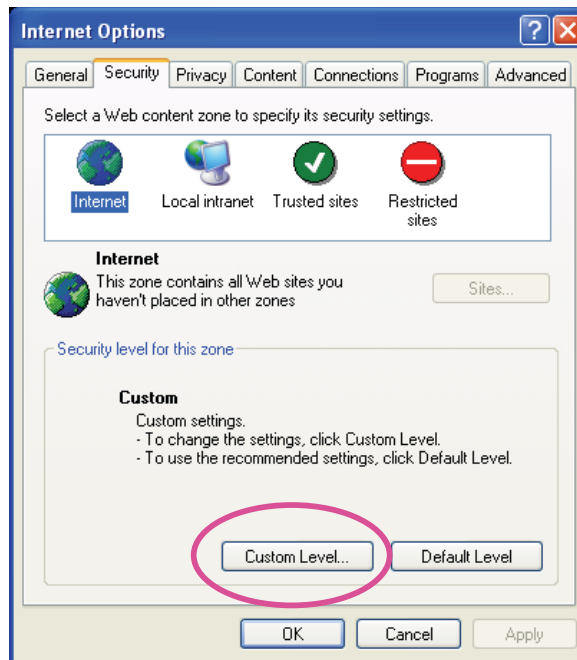 Internet Options
General Security Privacy Content Connections Programs Advanced
Select a Web content zone to specify its security settings.
Internet Local intranet Trusted sites Restricted sites
Internet
This zone contains all Web sites you
haven't placed in other zones
Sites...
Security level for this zone
Custom
Custom settings.
- To change the settings, click Custom Level.
- To use the recommended settings, click Default Level.
Custom Level... Default Level
OK Cancel Apply